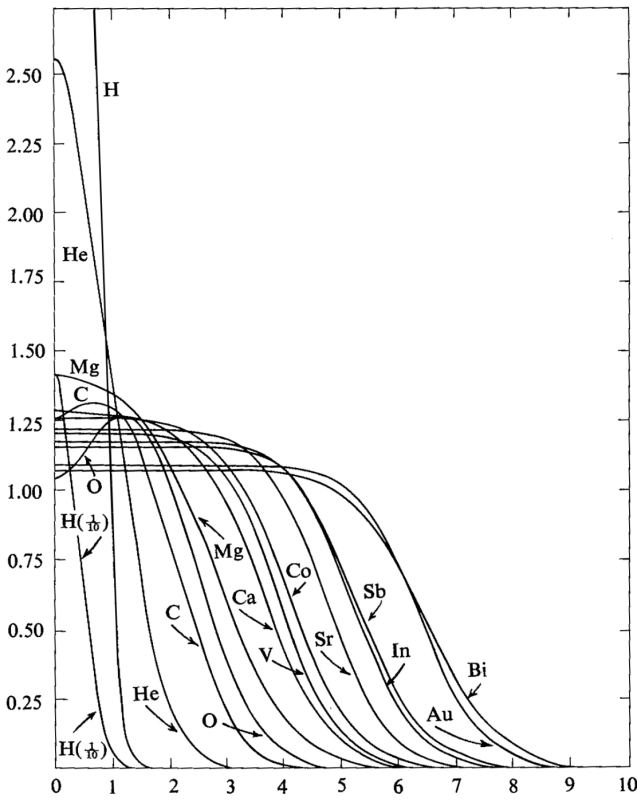 2.50
H
2.25
2.00
He
1.75
1.50
Mg
C
1.25
O
1.00
H(1/10)
0.75
Mg
Co
Sb
Ca
C
Sr
In
0.50
V
Bi
He
O
Au
0.25
H(1/10)
0 1 2 3 4 5 6 7 8 9 10